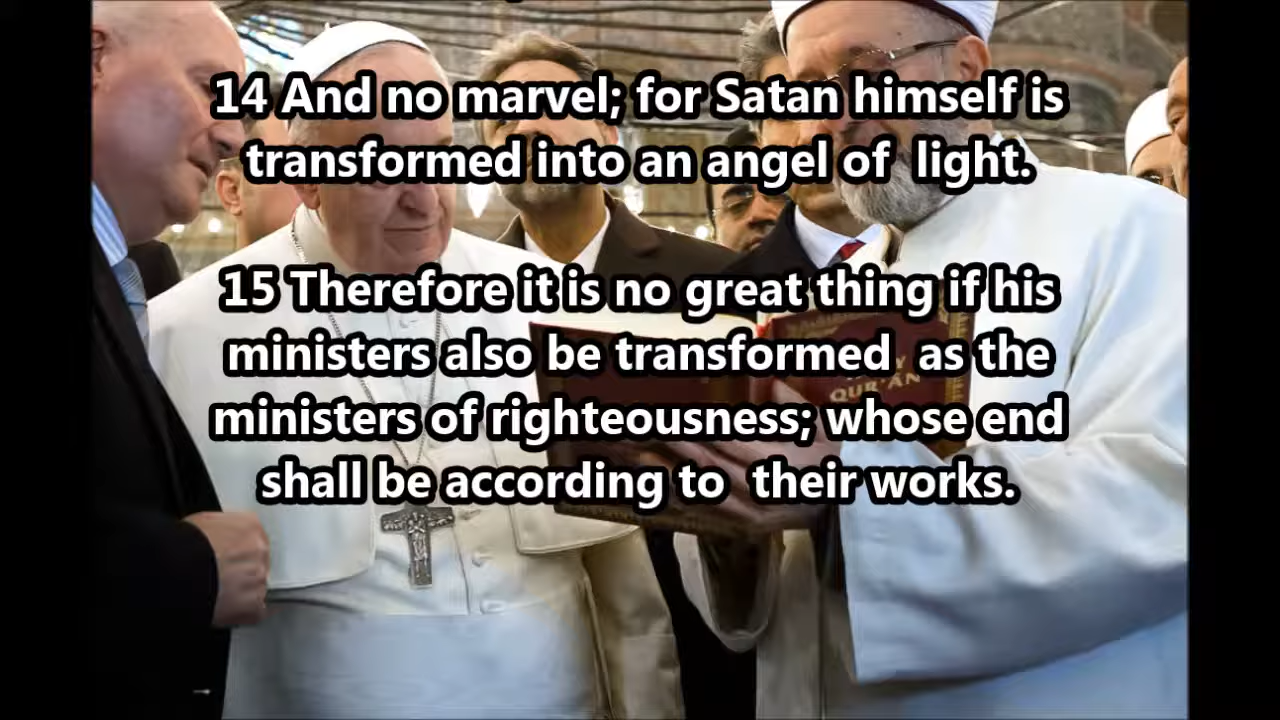 14 And no marvel; for Satan himself is
transformed into an angel of light.
15 Therefore it is no great thing if his
ministers also be transformed as the
QUR'ÂN
ministers of righteousness; whose end
shall be according to their works.